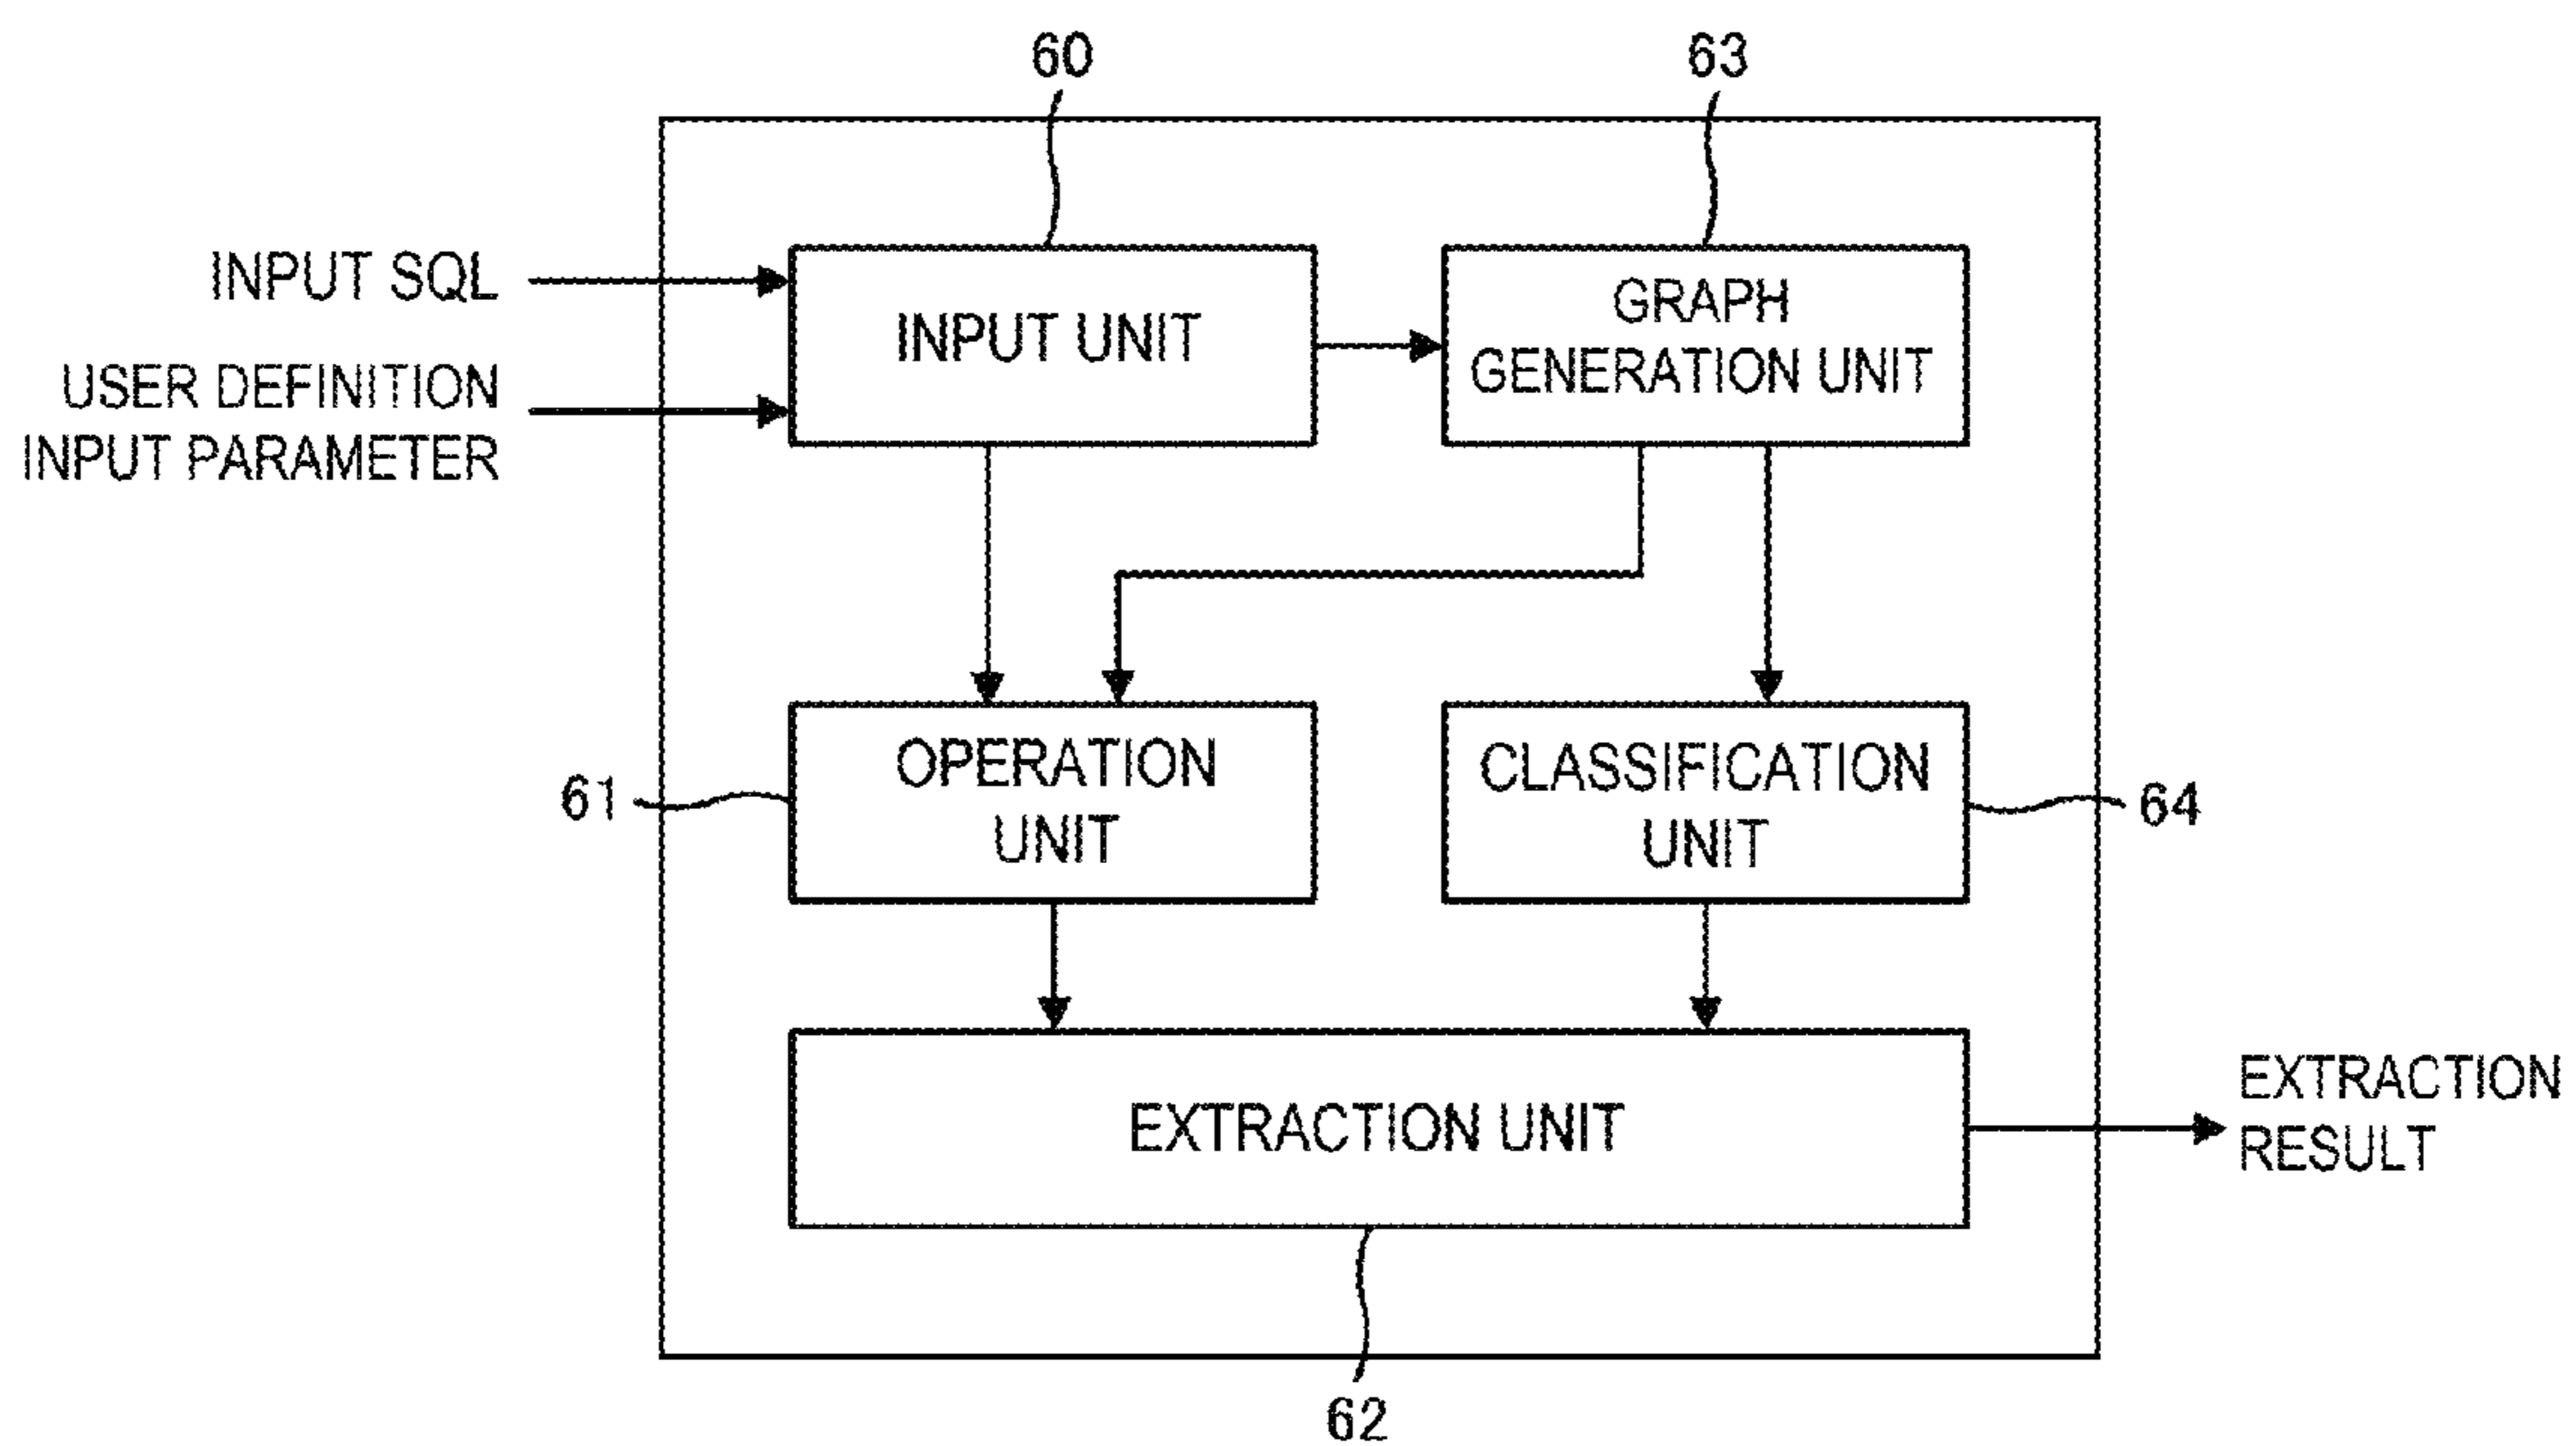 60
63
INPUT SQL
USER DEFINITION
INPUT PARAMETER
INPUT UNIT
GRAPH
GENERATION UNIT
61
OPERATION
UNIT
CLASSIFICATION
UNIT
64
EXTRACTION UNIT
EXTRACTION
RESULT
62